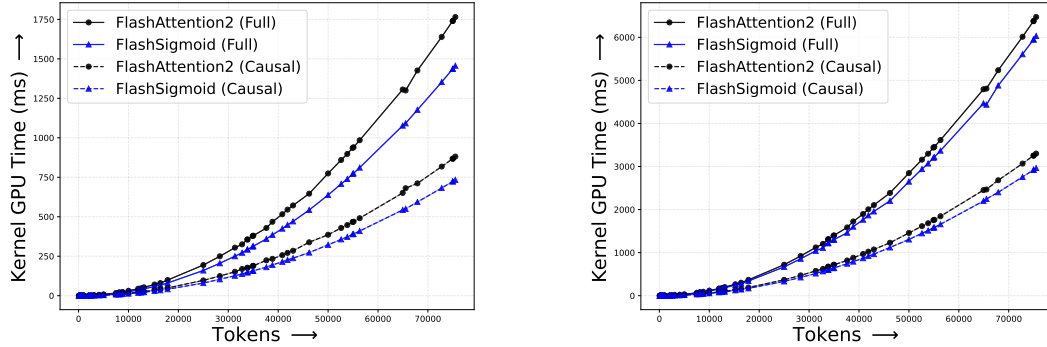 FlashAttention2 (Full)
FlashSigmoid (Full)
FlashAttention2 (Causal)
FlashSigmoid (Causal)
Kernel GPU Time (ms) ⟶
1750
1500
1250
1000
750
500
250
0
0 10000 20000 30000 40000 50000 60000 70000
Tokens ⟶
FlashAttention2 (Full)
FlashSigmoid (Full)
FlashAttention2 (Causal)
FlashSigmoid (Causal)
Kernel GPU Time (ms) ⟶
6000
5000
4000
3000
2000
1000
0
0 10000 20000 30000 40000 50000 60000 70000
Tokens ⟶